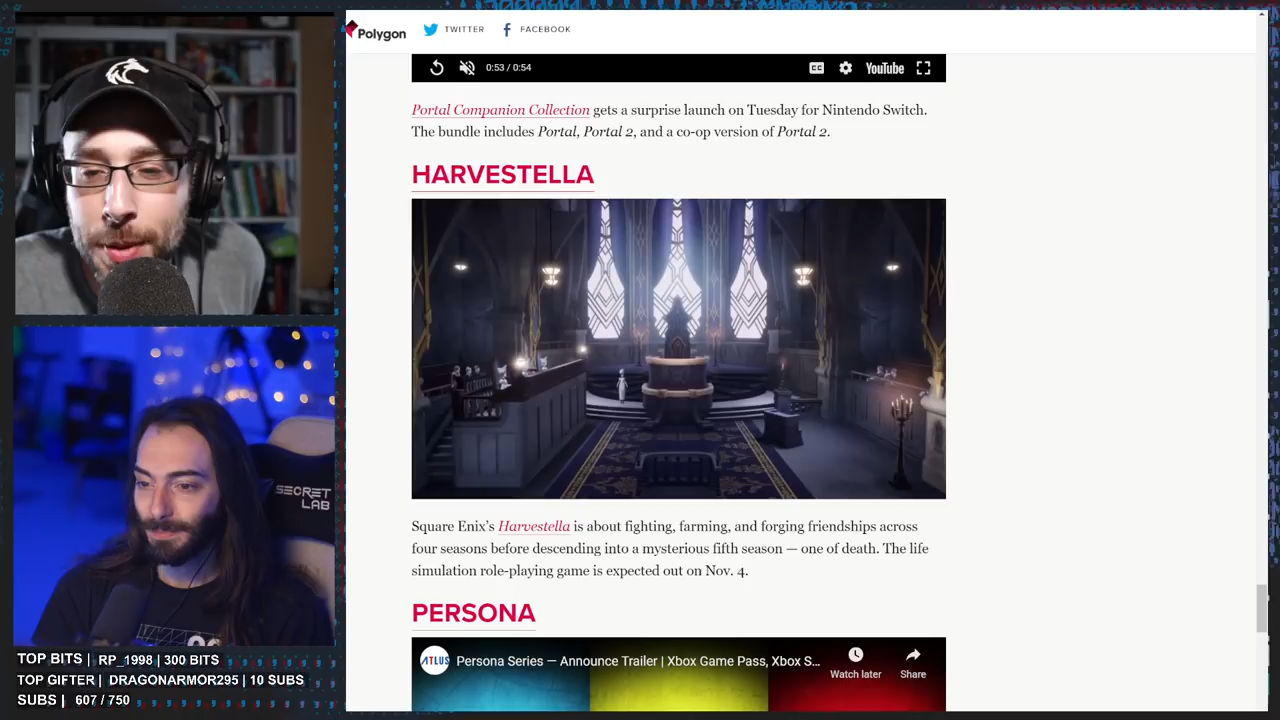 Polygon
TWITTER
FACEBOOK
0:53 / 0:54
CC
YouTube
Portal Companion Collection gets a surprise launch on Tuesday for Nintendo Switch.
The bundle includes Portal, Portal 2, and a co-op version of Portal 2.
HARVESTELLA
Square Enix's Harvestella is about fighting, farming, and forging friendships across
four seasons before descending into a mysterious fifth season — one of death. The life
simulation role-playing game is expected out on Nov. 4.
PERSONA
ATLUS
Persona Series — Announce Trailer | Xbox Game Pass, Xbox S...
Watch later
Share
SECRET
LAB
TOP BITS | RP_1998 | 300 BITS
TOP GIFTER | DRAGONARMOR295 | 10 SUBS
SUBS | 607 / 750